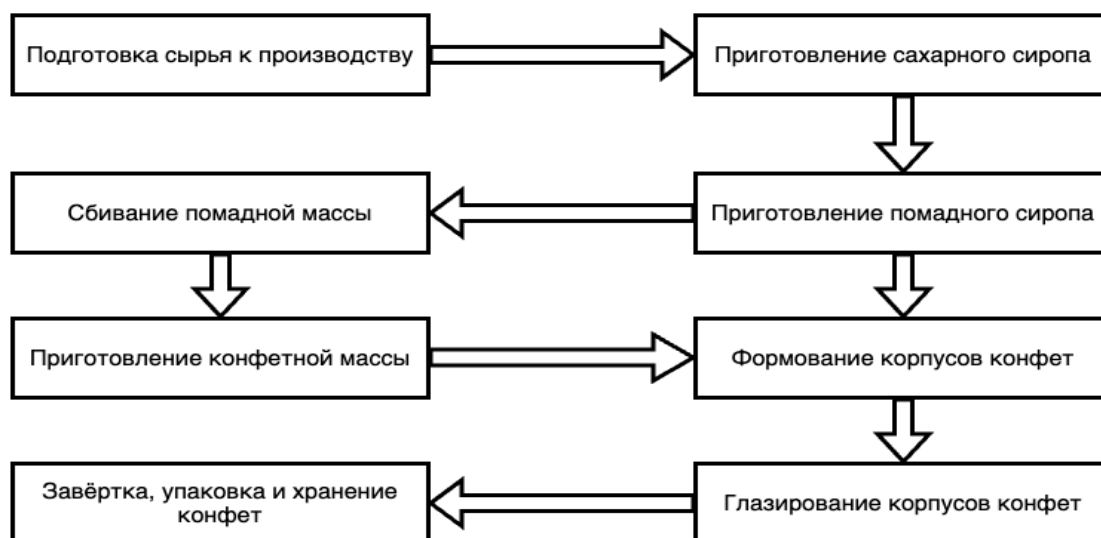 Подготовка сырья к производству
Приготовление сахарного сиропа
Сбивание помадной массы
Приготовление помадного сиропа
Приготовление конфетной массы
Формование корпусов конфет
Завёртка, упаковка и хранение
конфет
Глазирование корпусов конфет